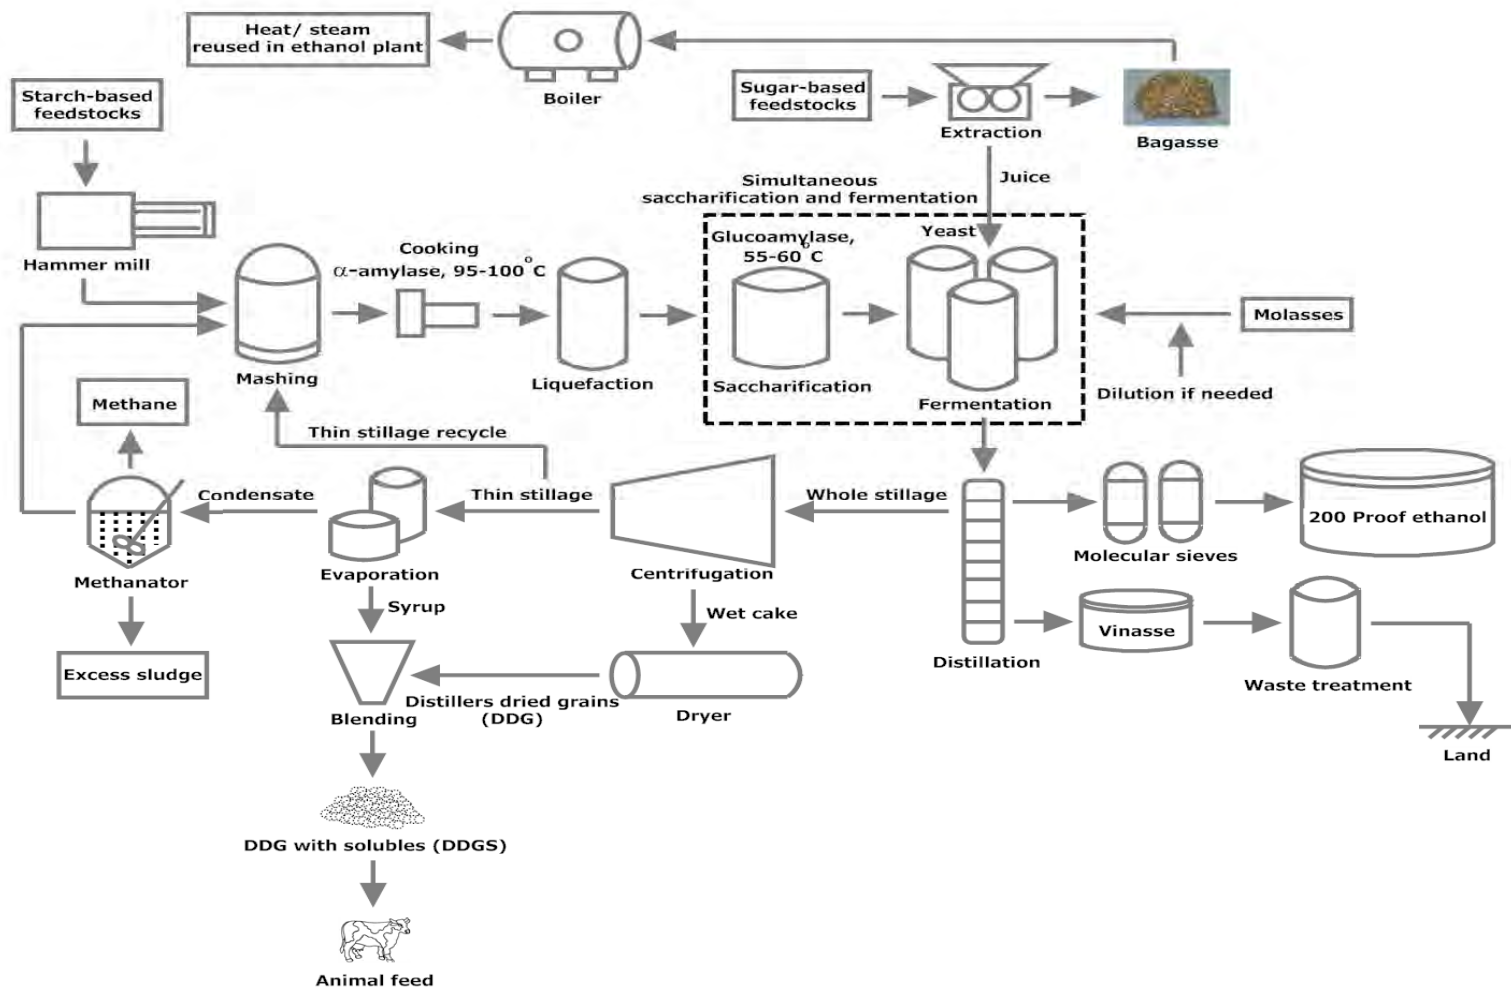 Heat/ steam
reused in ethanol plant
Boiler
Starch-based
feedstocks
Sugar-based
feedstocks
Extraction
Bagasse
Juice
Simultaneous
saccharification and fermentation
Hammer mill
Cooking
α-amylase, 95-100°C
Glucoamylase,
55-60°C
Yeast
Mashing
Liquefaction
Saccharification
Fermentation
Molasses
Dilution if needed
Methane
Thin stillage recycle
Condensate
Thin stillage
Whole stillage
200 Proof ethanol
Molecular sieves
Methanator
Evaporation
Centrifugation
Syrup
Wet cake
Vinasse
Distillation
Excess sludge
Waste treatment
Blending
Distillers dried grains
(DDG)
Dryer
Land
DDG with solubles (DDGS)
Animal feed